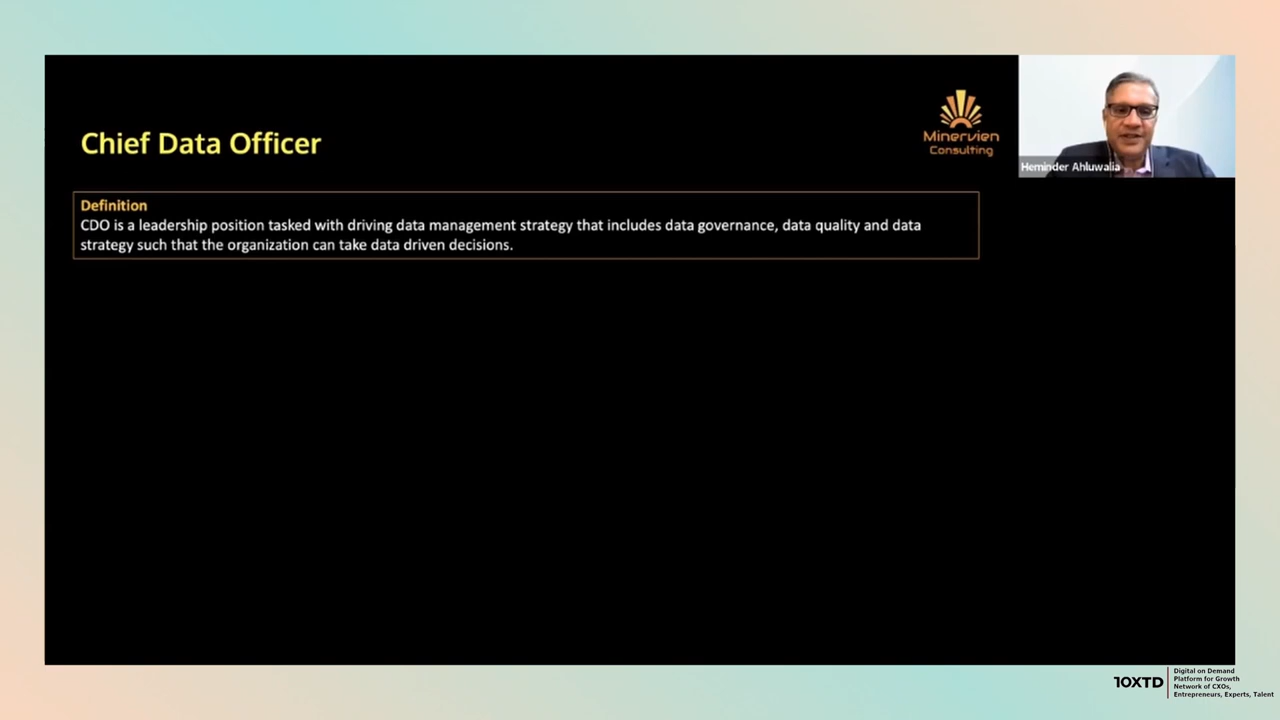 Chief Data Officer
Minervien
Consulting
Heminder Ahluwalia
Definition
CDO is a leadership position tasked with driving data management strategy that includes data governance, data quality and data
strategy such that the organization can take data driven decisions.
10XTD
Digital on Demand
Platform for Growth
Network of CXOs,
Entrepreneurs, Experts, Talent